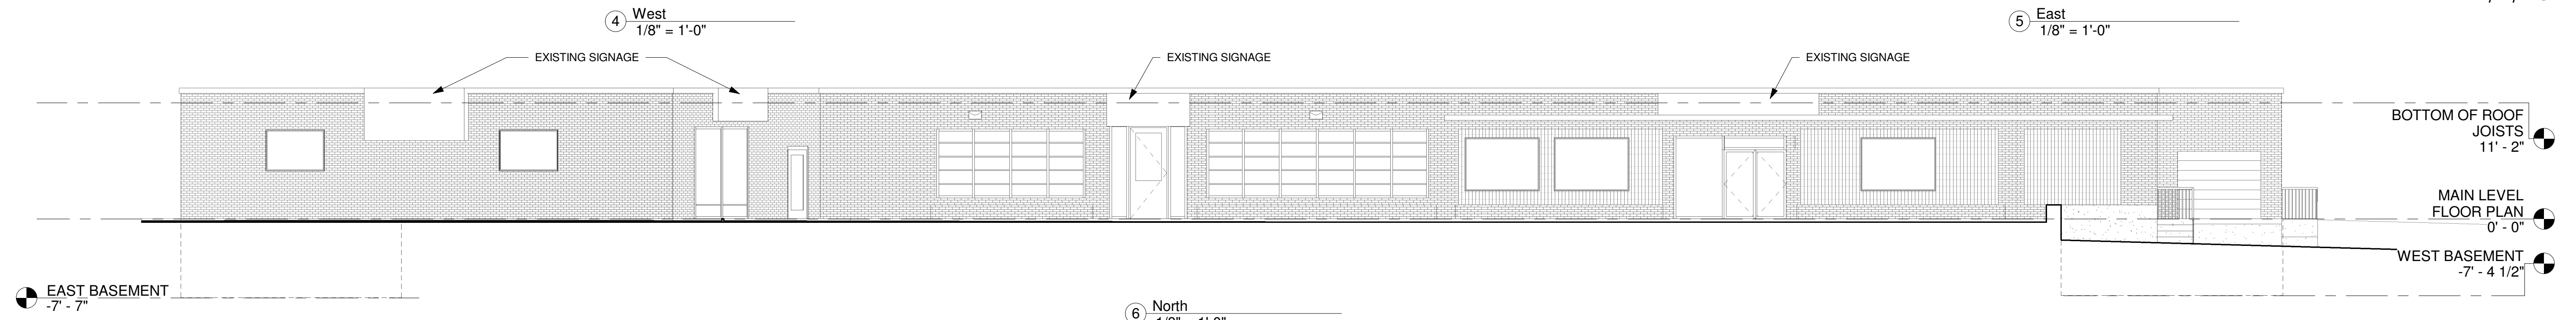 4
West
1/8" = 1'-0"
5
East
1/8" = 1'-0"
EXISTING SIGNAGE
EXISTING SIGNAGE
EXISTING SIGNAGE
BOTTOM OF ROOF
JOISTS
11' - 2"
MAIN LEVEL
FLOOR PLAN
0' - 0"
WEST BASEMENT
-7' - 4 1/2"
EAST BASEMENT
-7' - 7"
6
North